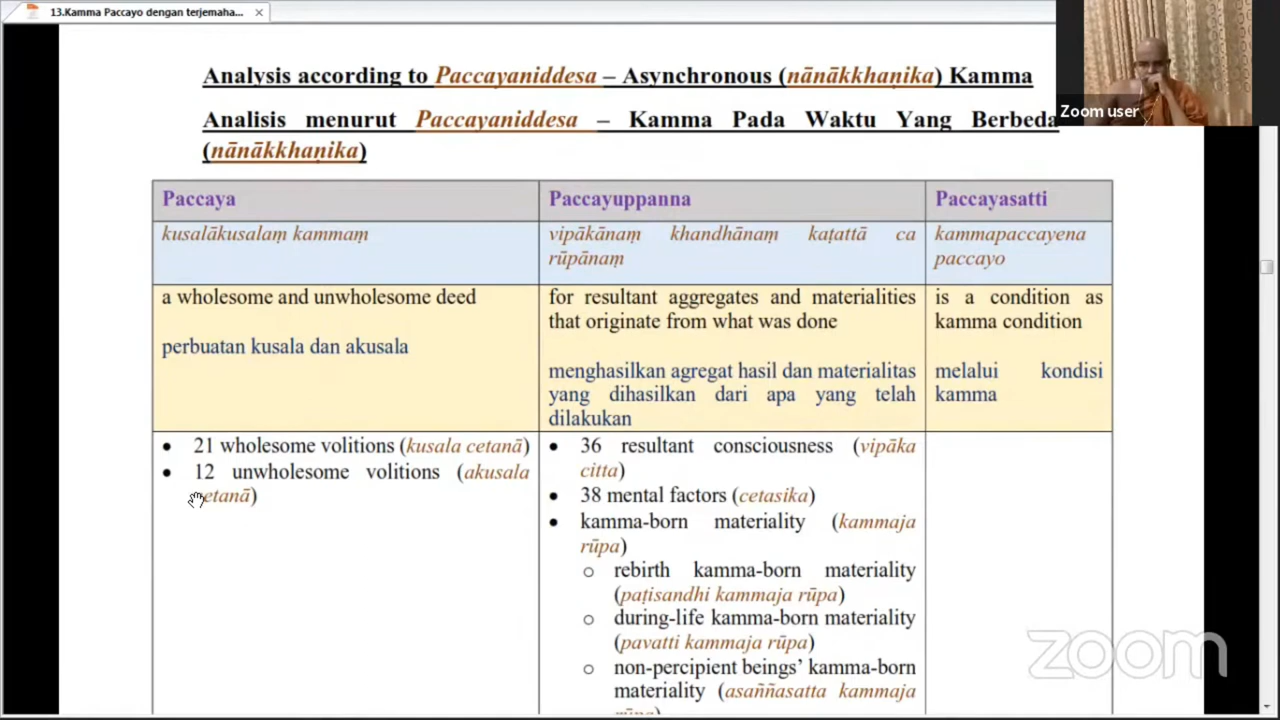 13.Kamma Paccayo dengan terjemaha...
Analysis according to Paccayaniddesa – Asynchronous (nānākkhaṇika) Kamma
Analisis menurut Paccayaniddesa – Kamma Pada Waktu Yang Berbeda
(nānākkhaṇika)
Zoom user
Paccaya
Paccayuppanna
Paccayasatti
kusalākusalaṃ kammaṃ
vipākānaṃ khandhānaṃ kaṭattā ca
rūpānaṃ
kammapaccayena
paccayo
a wholesome and unwholesome deed
perbuatan kusala dan akusala
for resultant aggregates and materialities
that originate from what was done
menghasilkan agregat hasil dan materialitas
yang dihasilkan dari apa yang telah
dilakukan
is a condition as
kamma condition
melalui kondisi
kamma
• 21 wholesome volitions (kusala cetanā)
• 12 unwholesome volitions (akusala
cetanā)
• 36 resultant consciousness (vipāka
citta)
• 38 mental factors (cetasika)
• kamma-born materiality (kammaja
rūpa)
o rebirth kamma-born materiality
(paṭisandhi kammaja rūpa)
o during-life kamma-born materiality
(pavatti kammaja rūpa)
o non-percipient beings' kamma-born
materiality (asaññasatta kammaja
zoom